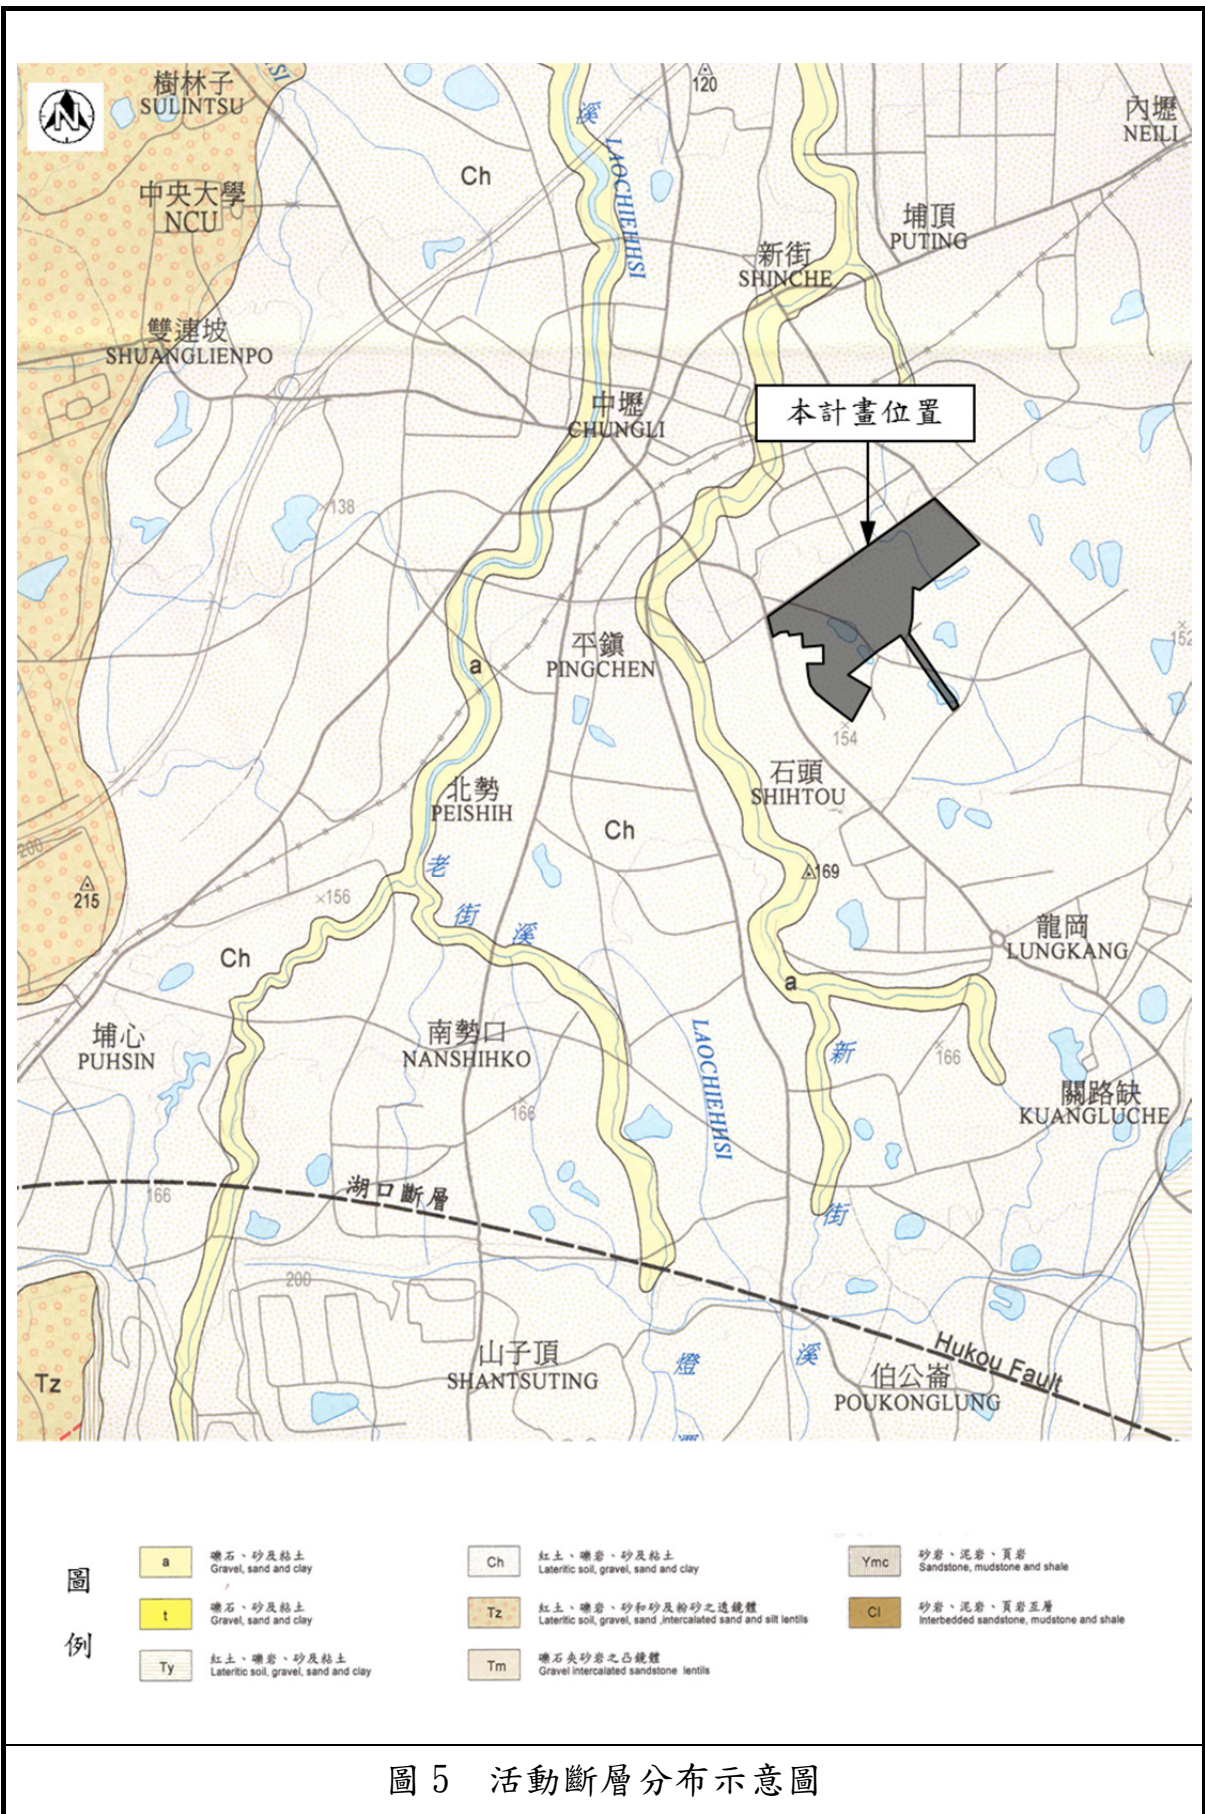 N
樹林子
SULINTSU
SI
溪
120
內壢
NEILI
LAOCHIEHHSI
Ch
中央大學
NCU
埔頂
PUTING
新街
SHINCHE
雙連坡
SHUANGLIENPO
中壢
CHUNGLI
本計畫位置
138
平鎮
PINGCHEN
152
a
154
石頭
SHIHTOU
北勢
PEISHIH
Ch
老
200
169
215
156
街
溪
龍岡
LUNGKANG
Ch
a
埔心
PUHSIN
南勢口
NANSHIHKO
LAOCHIEHHSI
新
166
關路缺
KUANGLUCHE
166
166
湖口斷層
街
200
山子頂
SHANTSUTING
燈
溪
Hukou Fault
伯公崙
POUKONGLUNG
Tz
圖例
a
礫石、砂及粘土
Gravel, sand and clay
t
礫石、砂及粘土
Gravel, sand and clay
Ty
紅土、礫岩、砂及粘土
Lateritic soil, gravel, sand and clay
Ch
紅土、礫岩、砂及粘土
Lateritic soil, gravel, sand and clay
Tz
紅土、礫岩、砂和砂及粉砂之透鏡體
Lateritic soil, gravel, sand ,intercalated sand and silt lentils
Tm
礫石夾砂岩之凸鏡體
Gravel intercalated sandstone lentils
Ymc
砂岩、泥岩、頁岩
Sandstone, mudstone and shale
Cl
砂岩、泥岩、頁岩互層
Interbedded sandstone, mudstone and shale
圖 5 活動斷層分布示意圖